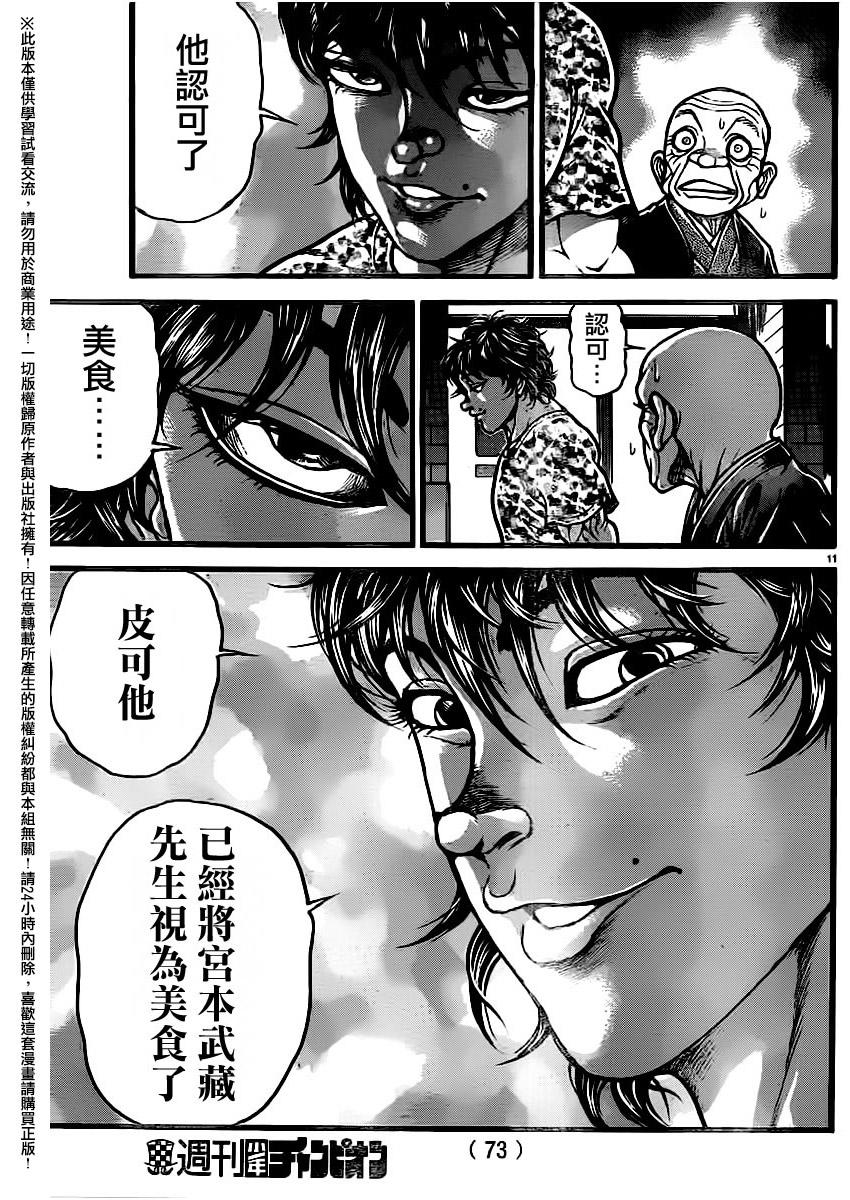 他認可了
認可…
美食……
11
皮可他
已經將宮本武藏
先生視為美食了
週刊少年チャンピオン
( 73 )
※此版本僅供學習試看交流，請勿用於商業用途！一切版權歸原作者與出版社擁有！因任意轉載所產生的版權糾紛都與本組無關！請24小時內刪除，喜歡這套漫畫請購買正版！